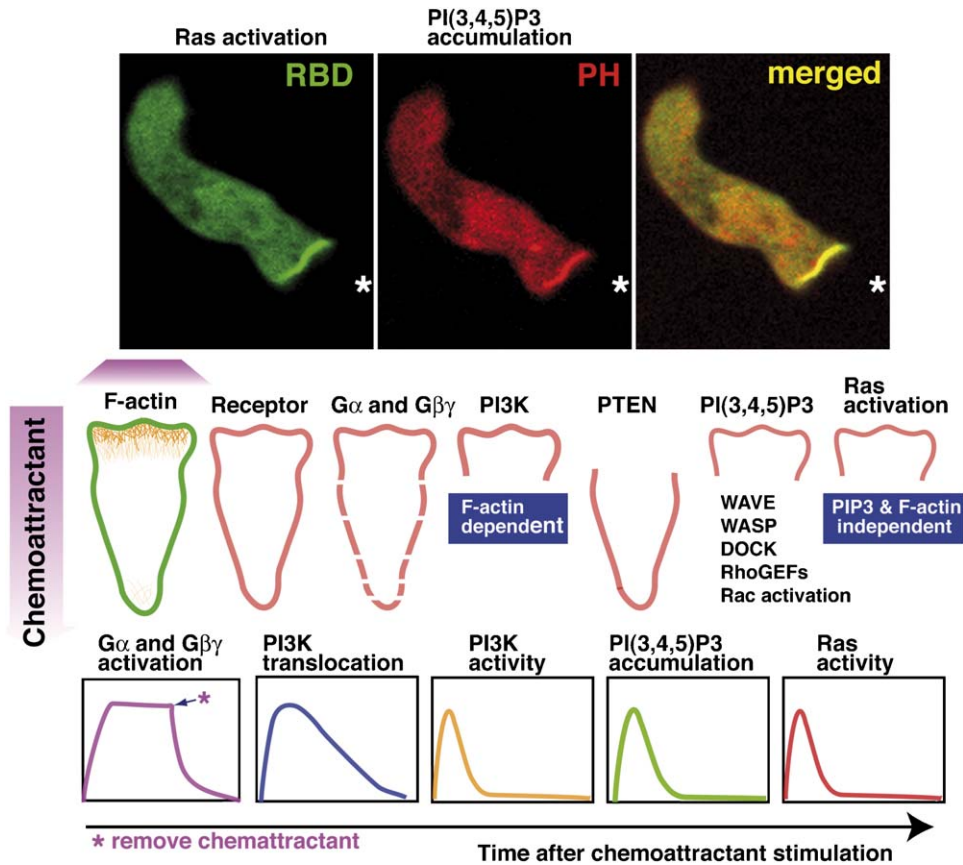 Ras activation
PI(3,4,5)P3
accumulation
RBD
PH
merged
*
*
*
Chemoattractant
F-actin
Receptor
Gα and Gβγ
PI3K
PTEN
PI(3,4,5)P3
Ras
activation
F-actin
dependent
WAVE
WASP
DOCK
RhoGEFs
Rac activation
PIP3 & F-actin
independent
Gα and Gβγ
activation
PI3K
translocation
PI3K
activity
PI(3,4,5)P3
accumulation
Ras
activity
*
* remove chemattractant
Time after chemoattractant stimulation